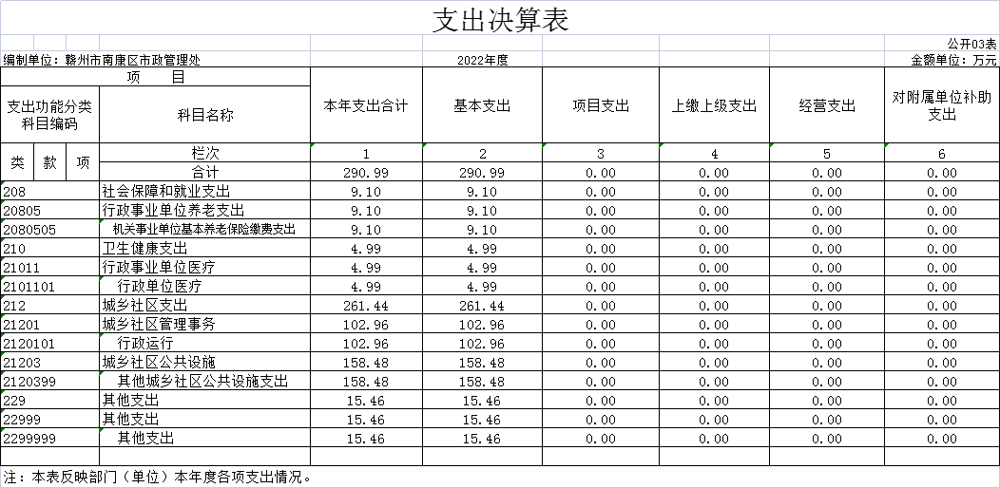 支出决算表
公开03表
编制单位：赣州市南康区市政管理处 2022年度 金额单位：万元
项 目 本年支出合计 基本支出 项目支出 上缴上级支出 经营支出 对附属单位补助支出
支出功能分类科目编码 科目名称
类 款 项 栏次 1 2 3 4 5 6
合计 290.99 290.99 0.00 0.00 0.00 0.00
208 社会保障和就业支出 9.10 9.10 0.00 0.00 0.00 0.00
20805 行政事业单位养老支出 9.10 9.10 0.00 0.00 0.00 0.00
2080505 机关事业单位基本养老保险缴费支出 9.10 9.10 0.00 0.00 0.00 0.00
210 卫生健康支出 4.99 4.99 0.00 0.00 0.00 0.00
21011 行政事业单位医疗 4.99 4.99 0.00 0.00 0.00 0.00
2101101 行政单位医疗 4.99 4.99 0.00 0.00 0.00 0.00
212 城乡社区支出 261.44 261.44 0.00 0.00 0.00 0.00
21201 城乡社区管理事务 102.96 102.96 0.00 0.00 0.00 0.00
2120101 行政运行 102.96 102.96 0.00 0.00 0.00 0.00
21203 城乡社区公共设施 158.48 158.48 0.00 0.00 0.00 0.00
2120399 其他城乡社区公共设施支出 158.48 158.48 0.00 0.00 0.00 0.00
229 其他支出 15.46 15.46 0.00 0.00 0.00 0.00
22999 其他支出 15.46 15.46 0.00 0.00 0.00 0.00
2299999 其他支出 15.46 15.46 0.00 0.00 0.00 0.00
注：本表反映部门（单位）本年度各项支出情况。